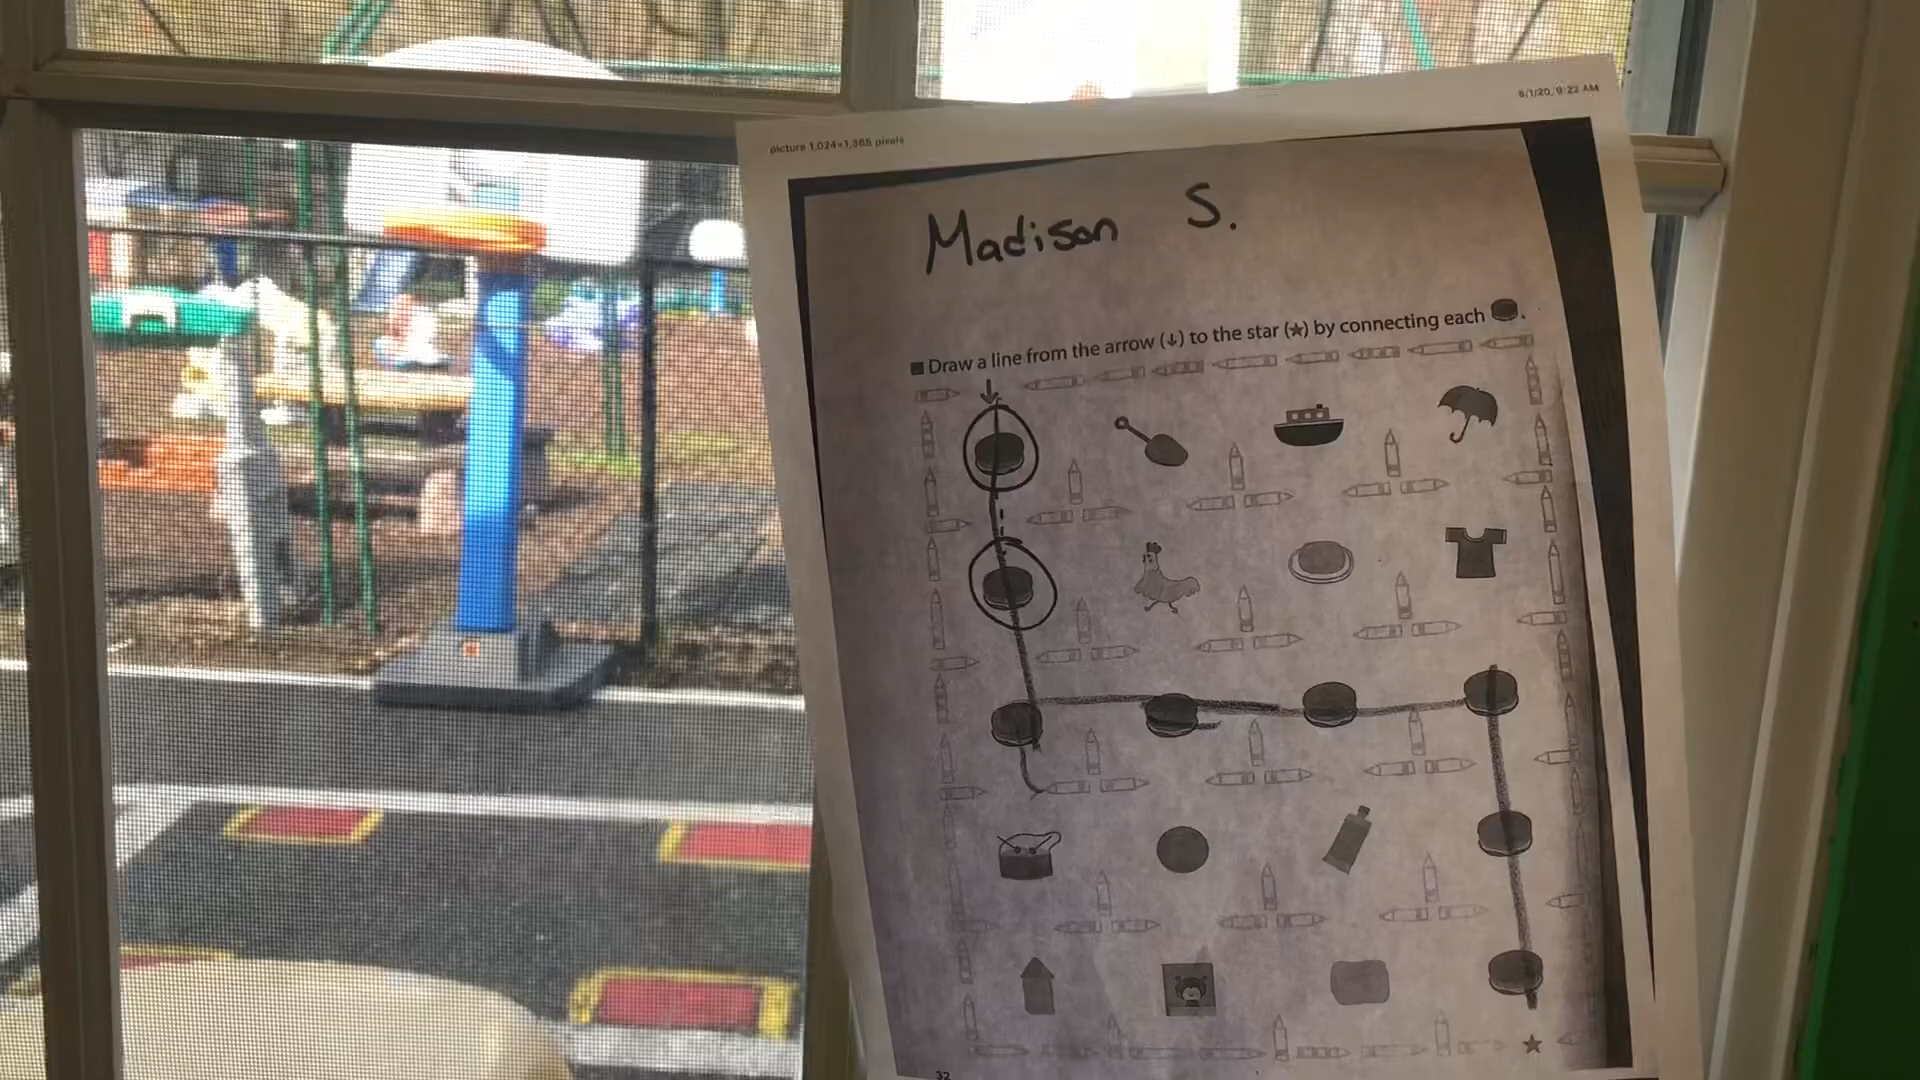 picture 1,024×1,365 pixels
6/1/20, 9:22 AM
Madison S.
Draw a line from the arrow (↓) to the star (★) by connecting each .
32